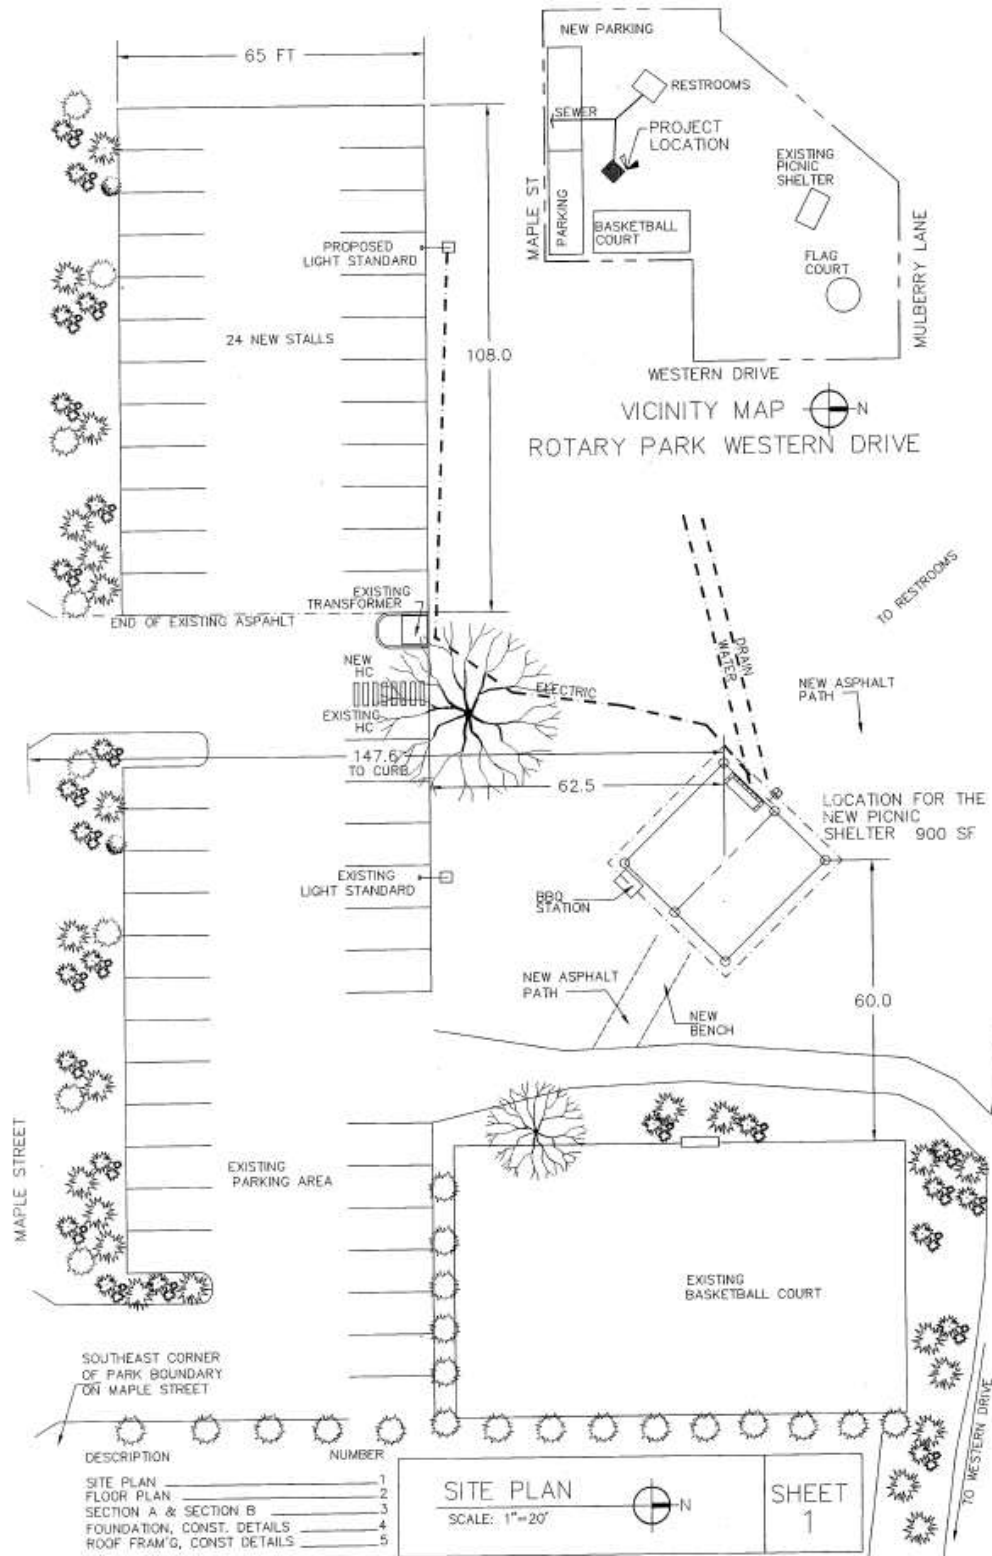 65 FT
NEW PARKING
RESTROOMS
SEWER
PROJECT
LOCATION
EXISTING
PICNIC
SHELTER
MAPLE ST
PARKING
BASKETBALL
COURT
FLAG
COURT
MULBERRY LANE
WESTERN DRIVE
VICINITY MAP
N
ROTARY PARK WESTERN DRIVE
PROPOSED
LIGHT STANDARD
24 NEW STALLS
108.0
EXISTING
TRANSFORMER
END OF EXISTING ASPAHLT
NEW
HC
EXISTING
HC
ELECTRIC
WATER
DRAIN
TO RESTROOMS
NEW ASPHALT
PATH
147.6
TO CURB
62.5
LOCATION FOR THE
NEW PICNIC
SHELTER 900 SF
EXISTING
LIGHT STANDARD
BBQ
STATION
NEW ASPHALT
PATH
NEW
BENCH
60.0
MAPLE STREET
EXISTING
PARKING AREA
EXISTING
BASKETBALL COURT
SOUTHEAST CORNER
OF PARK BOUNDARY
ON MAPLE STREET
TO WESTERN DRIVE
DESCRIPTION NUMBER
SITE PLAN 1
FLOOR PLAN 2
SECTION A & SECTION B 3
FOUNDATION, CONST. DETAILS 4
ROOF FRAM'G, CONST DETAILS 5
SITE PLAN
SCALE: 1"=20'
N
SHEET
1